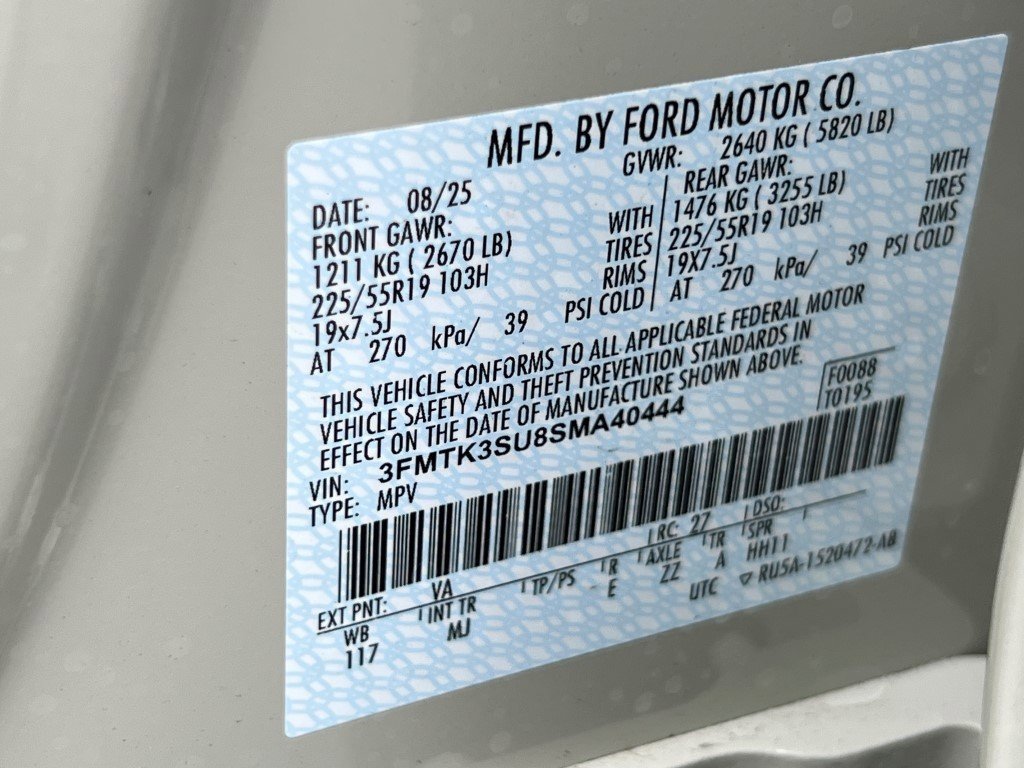 MFD. BY FORD MOTOR CO.
DATE: 08/25 GVWR: 2640 KG ( 5820 LB)
FRONT GAWR: REAR GAWR:
1211 KG ( 2670 LB) WITH 1476 KG ( 3255 LB) WITH
225/55R19 103H TIRES 225/55R19 103H TIRES
19x7.5J RIMS 19X7.5J RIMS
AT 270 kPa/ 39 PSI COLD AT 270 kPa/ 39 PSI COLD
THIS VEHICLE CONFORMS TO ALL APPLICABLE FEDERAL MOTOR
VEHICLE SAFETY AND THEFT PREVENTION STANDARDS IN
EFFECT ON THE DATE OF MANUFACTURE SHOWN ABOVE.
VIN: 3FMTK3SU8SMA40444 F0088
TYPE: MPV T0195
EXT PNT: VA RC: 27 DSO:
WB INT TR TP/PS R AXLE TR SPR
117 MJ E ZZ A HH11
UTC ▽ RU5A-1520472-AB